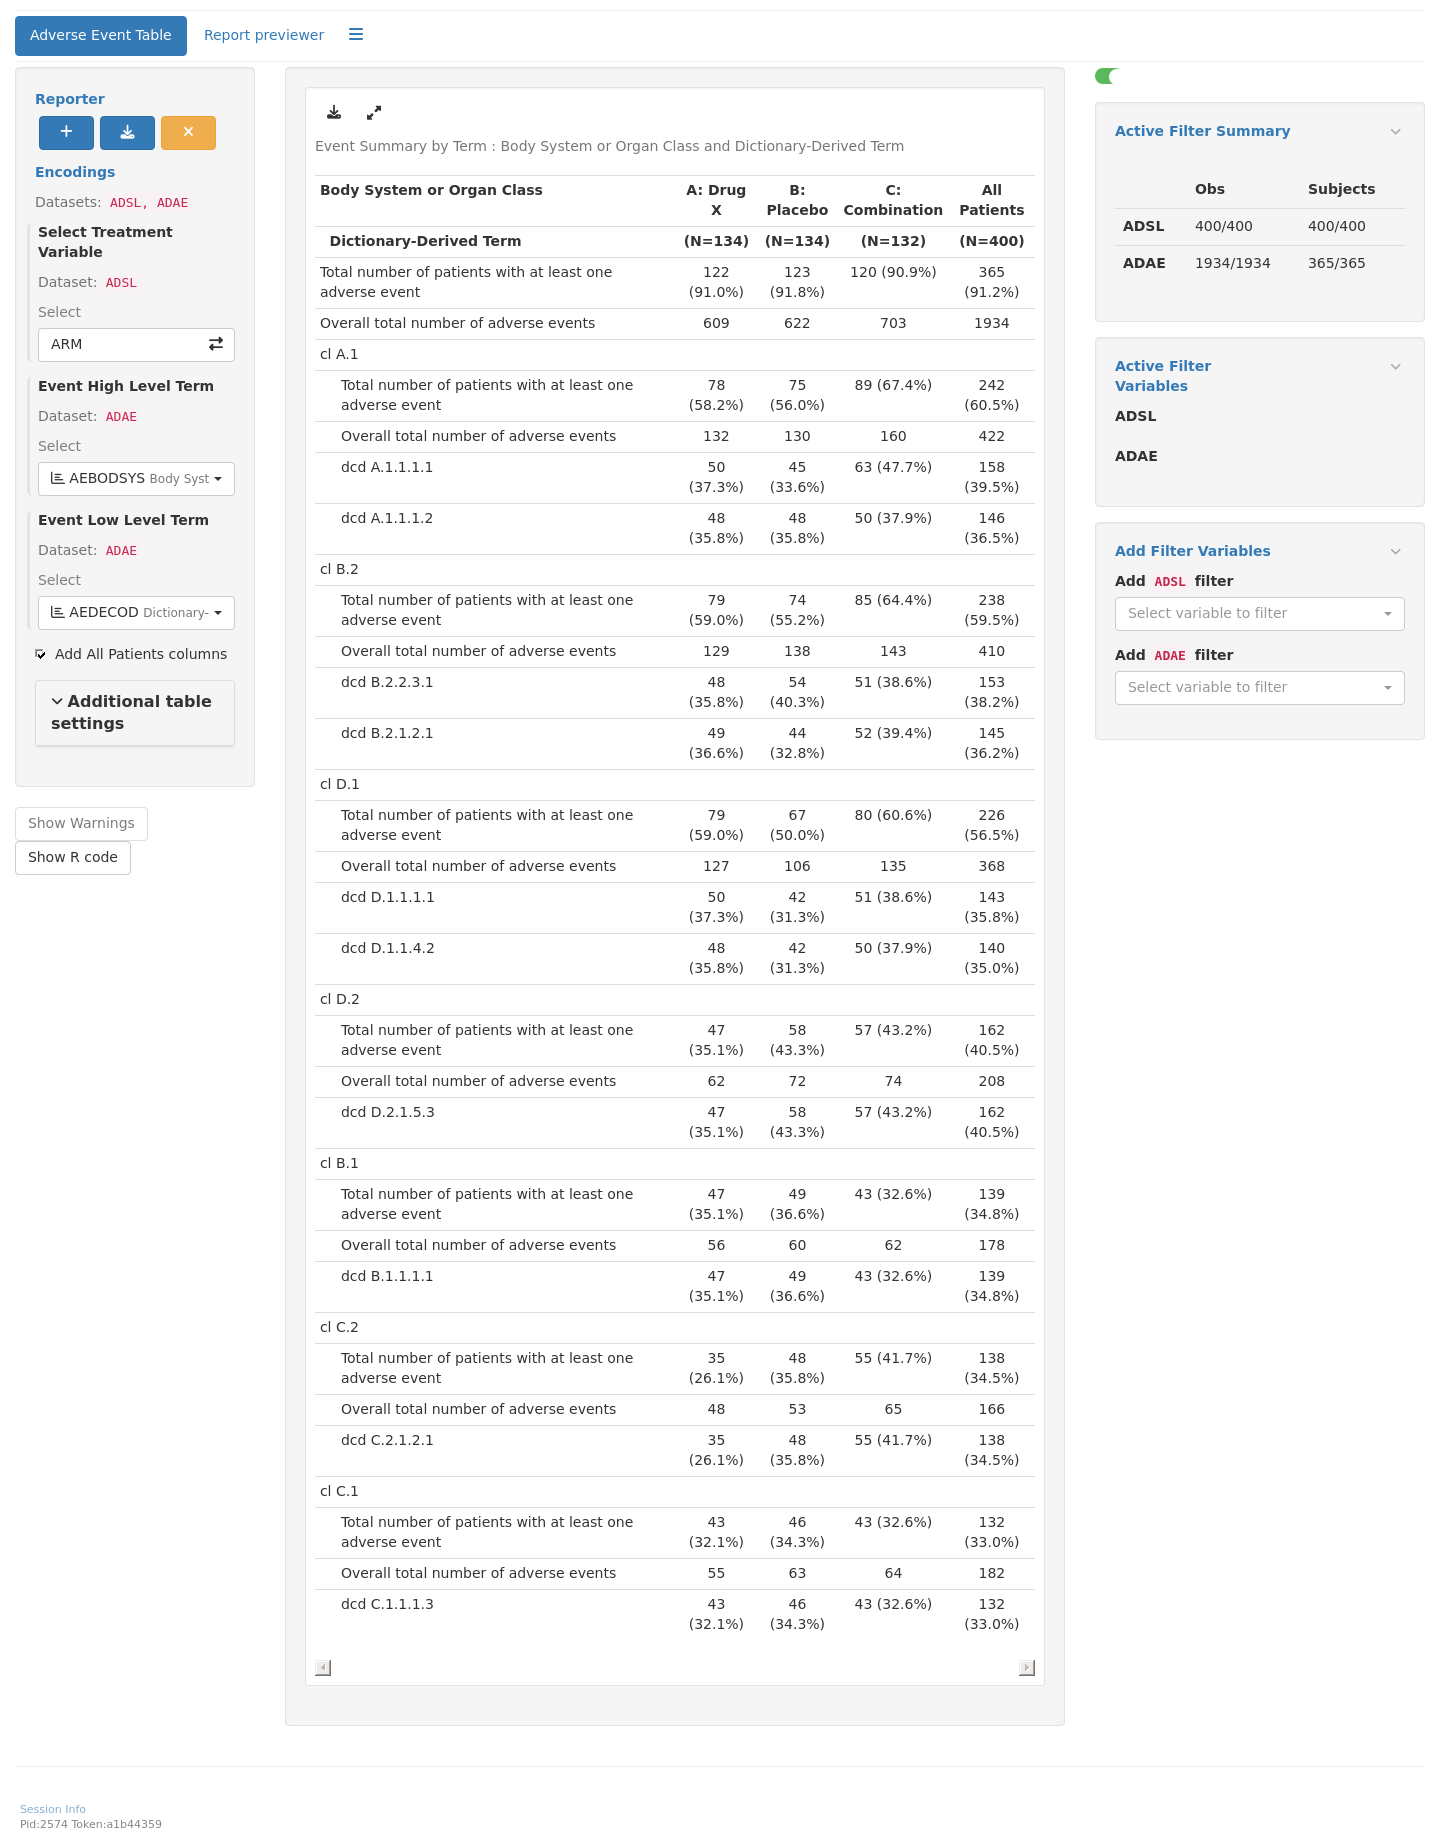 Adverse Event Table
Report previewer
Reporter
Encodings
Datasets: ADSL, ADAE
Select Treatment
Variable
Dataset: ADSL
Select
ARM
Event High Level Term
Dataset: ADAE
Select
AEBODSYS Body Syst
Event Low Level Term
Dataset: ADAE
Select
AEDECOD Dictionary-
Add All Patients columns
Additional table
settings
Show Warnings
Show R code
Event Summary by Term : Body System or Organ Class and Dictionary-Derived Term
Body System or Organ Class A: Drug B: C: All
X Placebo Combination Patients
Dictionary-Derived Term (N=134) (N=134) (N=132) (N=400)
Total number of patients with at least one 122 123 120 (90.9%) 365
adverse event (91.0%) (91.8%) (91.2%)
Overall total number of adverse events 609 622 703 1934
cl A.1
Total number of patients with at least one 78 75 89 (67.4%) 242
adverse event (58.2%) (56.0%) (60.5%)
Overall total number of adverse events 132 130 160 422
dcd A.1.1.1.1 50 45 63 (47.7%) 158
(37.3%) (33.6%) (39.5%)
dcd A.1.1.1.2 48 48 50 (37.9%) 146
(35.8%) (35.8%) (36.5%)
cl B.2
Total number of patients with at least one 79 74 85 (64.4%) 238
adverse event (59.0%) (55.2%) (59.5%)
Overall total number of adverse events 129 138 143 410
dcd B.2.2.3.1 48 54 51 (38.6%) 153
(35.8%) (40.3%) (38.2%)
dcd B.2.1.2.1 49 44 52 (39.4%) 145
(36.6%) (32.8%) (36.2%)
cl D.1
Total number of patients with at least one 79 67 80 (60.6%) 226
adverse event (59.0%) (50.0%) (56.5%)
Overall total number of adverse events 127 106 135 368
dcd D.1.1.1.1 50 42 51 (38.6%) 143
(37.3%) (31.3%) (35.8%)
dcd D.1.1.4.2 48 42 50 (37.9%) 140
(35.8%) (31.3%) (35.0%)
cl D.2
Total number of patients with at least one 47 58 57 (43.2%) 162
adverse event (35.1%) (43.3%) (40.5%)
Overall total number of adverse events 62 72 74 208
dcd D.2.1.5.3 47 58 57 (43.2%) 162
(35.1%) (43.3%) (40.5%)
cl B.1
Total number of patients with at least one 47 49 43 (32.6%) 139
adverse event (35.1%) (36.6%) (34.8%)
Overall total number of adverse events 56 60 62 178
dcd B.1.1.1.1 47 49 43 (32.6%) 139
(35.1%) (36.6%) (34.8%)
cl C.2
Total number of patients with at least one 35 48 55 (41.7%) 138
adverse event (26.1%) (35.8%) (34.5%)
Overall total number of adverse events 48 53 65 166
dcd C.2.1.2.1 35 48 55 (41.7%) 138
(26.1%) (35.8%) (34.5%)
cl C.1
Total number of patients with at least one 43 46 43 (32.6%) 132
adverse event (32.1%) (34.3%) (33.0%)
Overall total number of adverse events 55 63 64 182
dcd C.1.1.1.3 43 46 43 (32.6%) 132
(32.1%) (34.3%) (33.0%)
Active Filter Summary
Obs Subjects
ADSL 400/400 400/400
ADAE 1934/1934 365/365
Active Filter
Variables
ADSL
ADAE
Add Filter Variables
Add ADSL filter
Select variable to filter
Add ADAE filter
Select variable to filter
Session Info
Pid:2574 Token:a1b44359